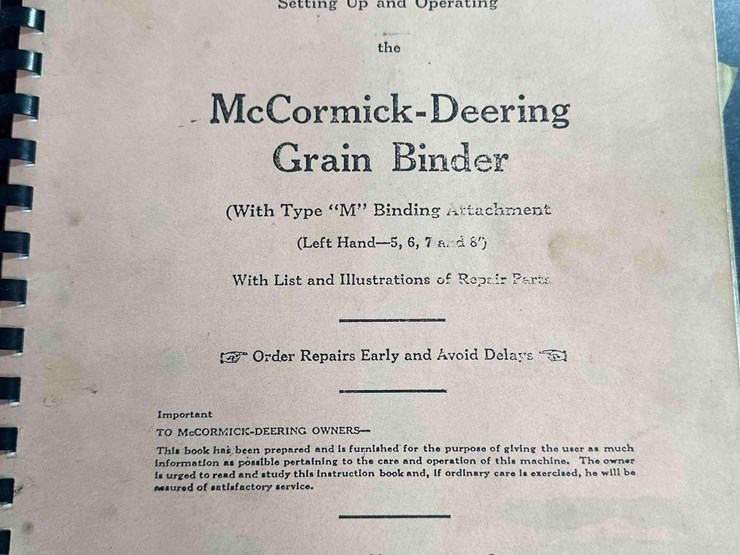 Setting Up and Operating
the
McCormick-Deering
Grain Binder
(With Type "M" Binding Attachment
(Left Hand—5, 6, 7 and 8')
With List and Illustrations of Repair Parts
☞ Order Repairs Early and Avoid Delays ☜
Important
TO McCORMICK-DEERING OWNERS—
This book has been prepared and is furnished for the purpose of giving the user as much
information as possible pertaining to the care and operation of this machine. The owner
is urged to read and study this instruction book and, if ordinary care is exercised, he will be
assured of satisfactory service.